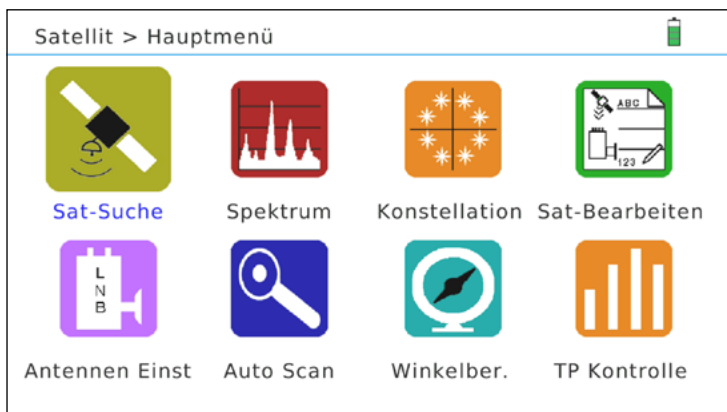 Satellit > Hauptmenü
ABC
123
Sat-Suche Spektrum Konstellation Sat-Bearbeiten
L
N
B
Antennen Einst Auto Scan Winkelber. TP Kontrolle